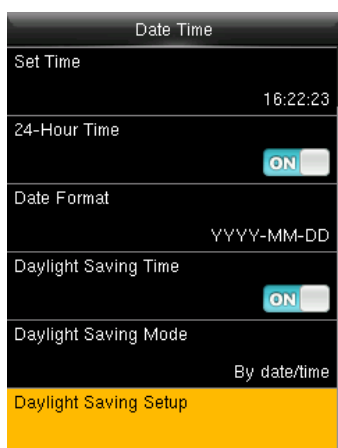 Date Time
Set Time
16:22:23
24-Hour Time
ON
Date Format
YYYY-MM-DD
Daylight Saving Time
ON
Daylight Saving Mode
By date/time
Daylight Saving Setup